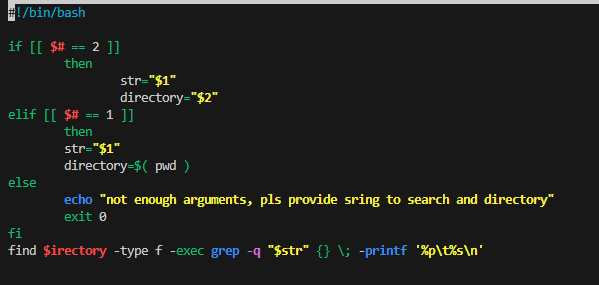 #!/bin/bash
if [[ $# == 2 ]]
then
str="$1"
directory="$2"
elif [[ $# == 1 ]]
then
str="$1"
directory=$( pwd )
else
echo "not enough arguments, pls provide sring to search and directory"
exit 0
fi
find $irectory -type f -exec grep -q "$str" {} \; -printf '%p\t%s\n'